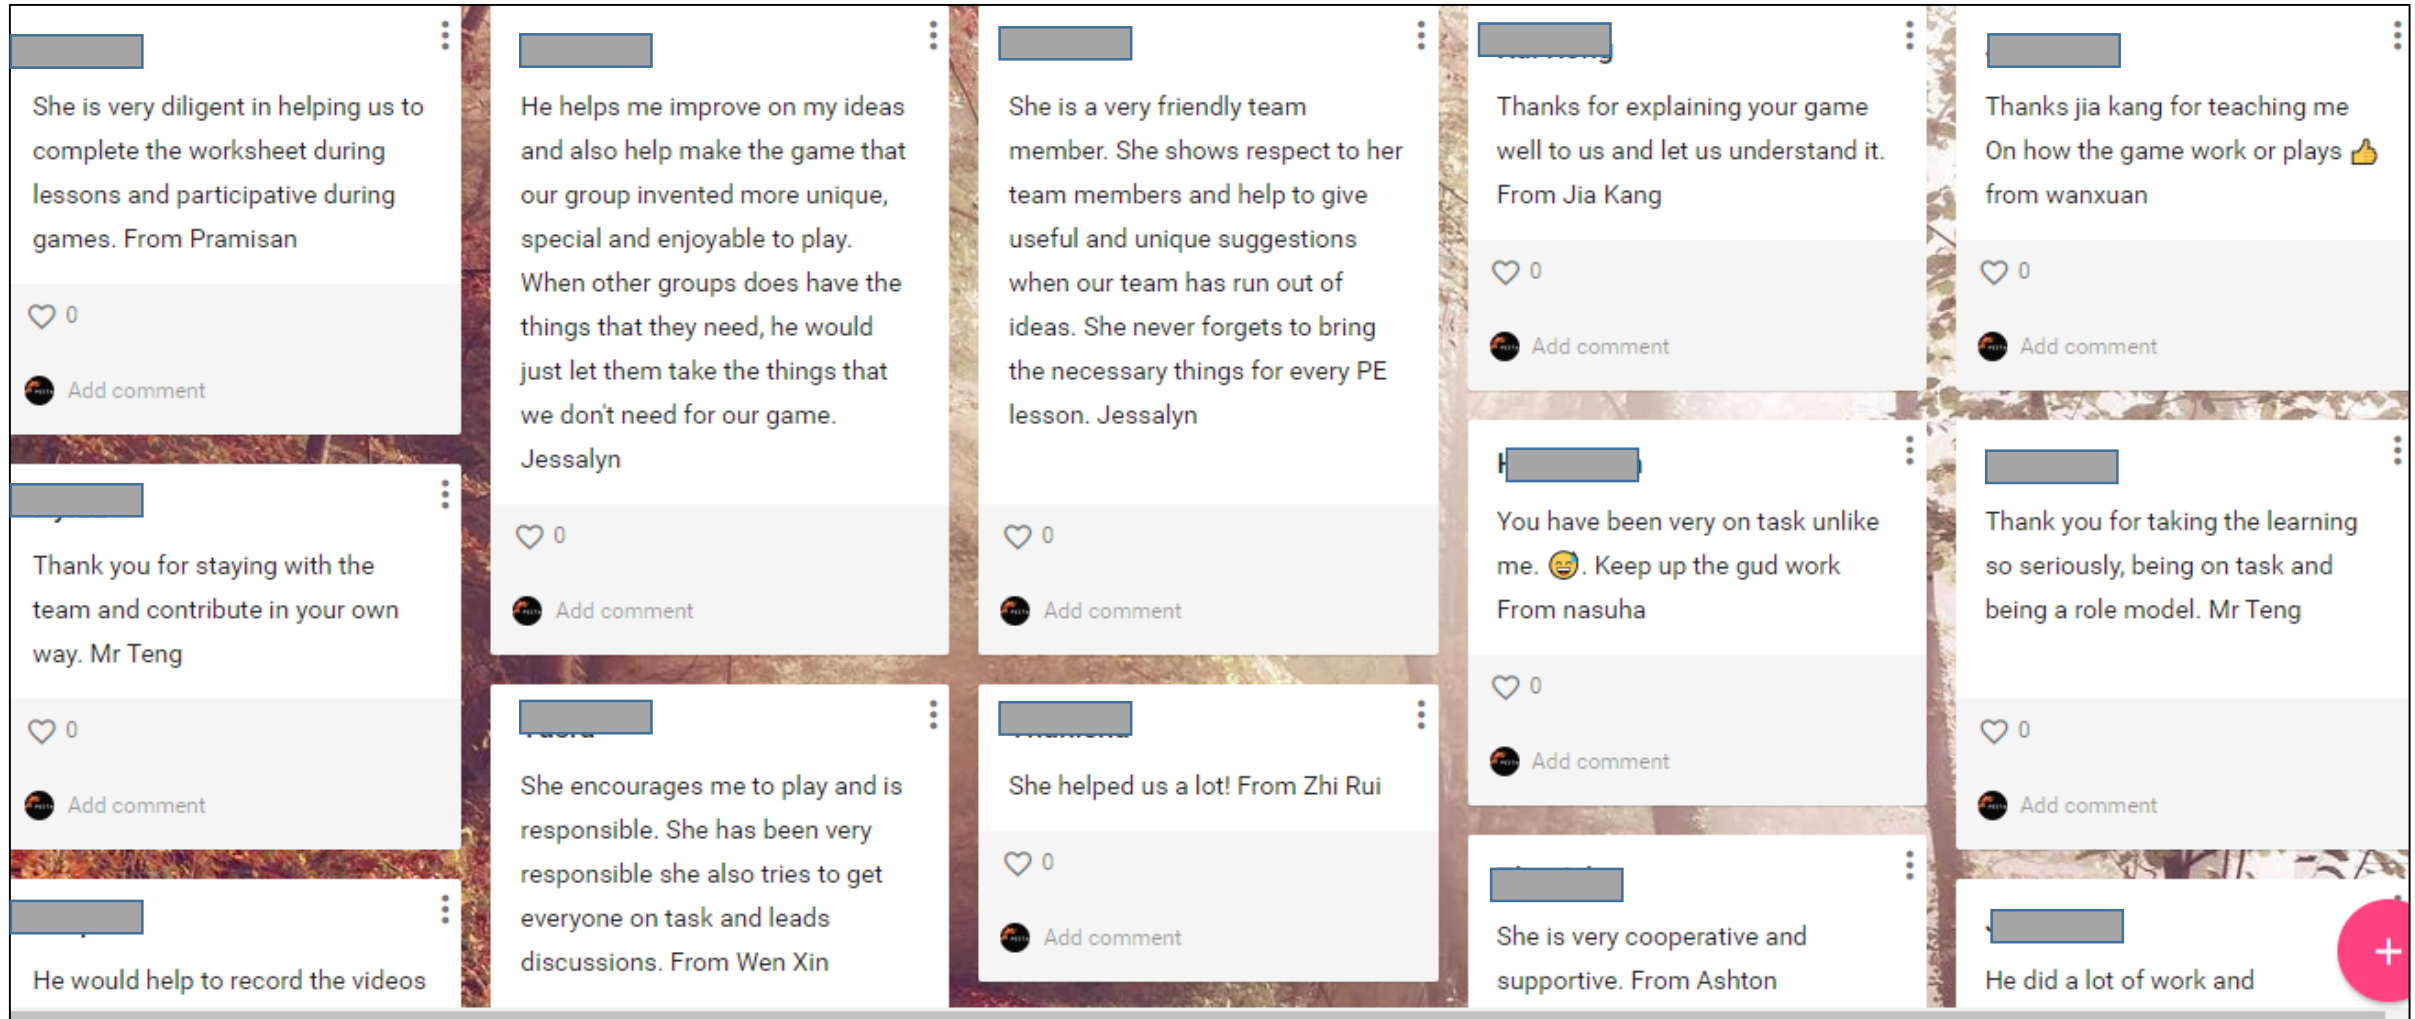 She is very diligent in helping us to
complete the worksheet during
lessons and participative during
games. From Pramisan
0
Add comment
Thank you for staying with the
team and contribute in your own
way. Mr Teng
0
Add comment
He would help to record the videos
He helps me improve on my ideas
and also help make the game that
our group invented more unique,
special and enjoyable to play.
When other groups does have the
things that they need, he would
just let them take the things that
we don't need for our game.
Jessalyn
0
Add comment
She encourages me to play and is
responsible. She has been very
responsible she also tries to get
everyone on task and leads
discussions. From Wen Xin
She is a very friendly team
member. She shows respect to her
team members and help to give
useful and unique suggestions
when our team has run out of
ideas. She never forgets to bring
the necessary things for every PE
lesson. Jessalyn
0
Add comment
She helped us a lot! From Zhi Rui
0
Add comment
Thanks for explaining your game
well to us and let us understand it.
From Jia Kang
0
Add comment
You have been very on task unlike
me. 😅. Keep up the gud work
From nasuha
0
Add comment
She is very cooperative and
supportive. From Ashton
Thanks jia kang for teaching me
On how the game work or plays 👍
from wanxuan
0
Add comment
Thank you for taking the learning
so seriously, being on task and
being a role model. Mr Teng
0
Add comment
He did a lot of work and